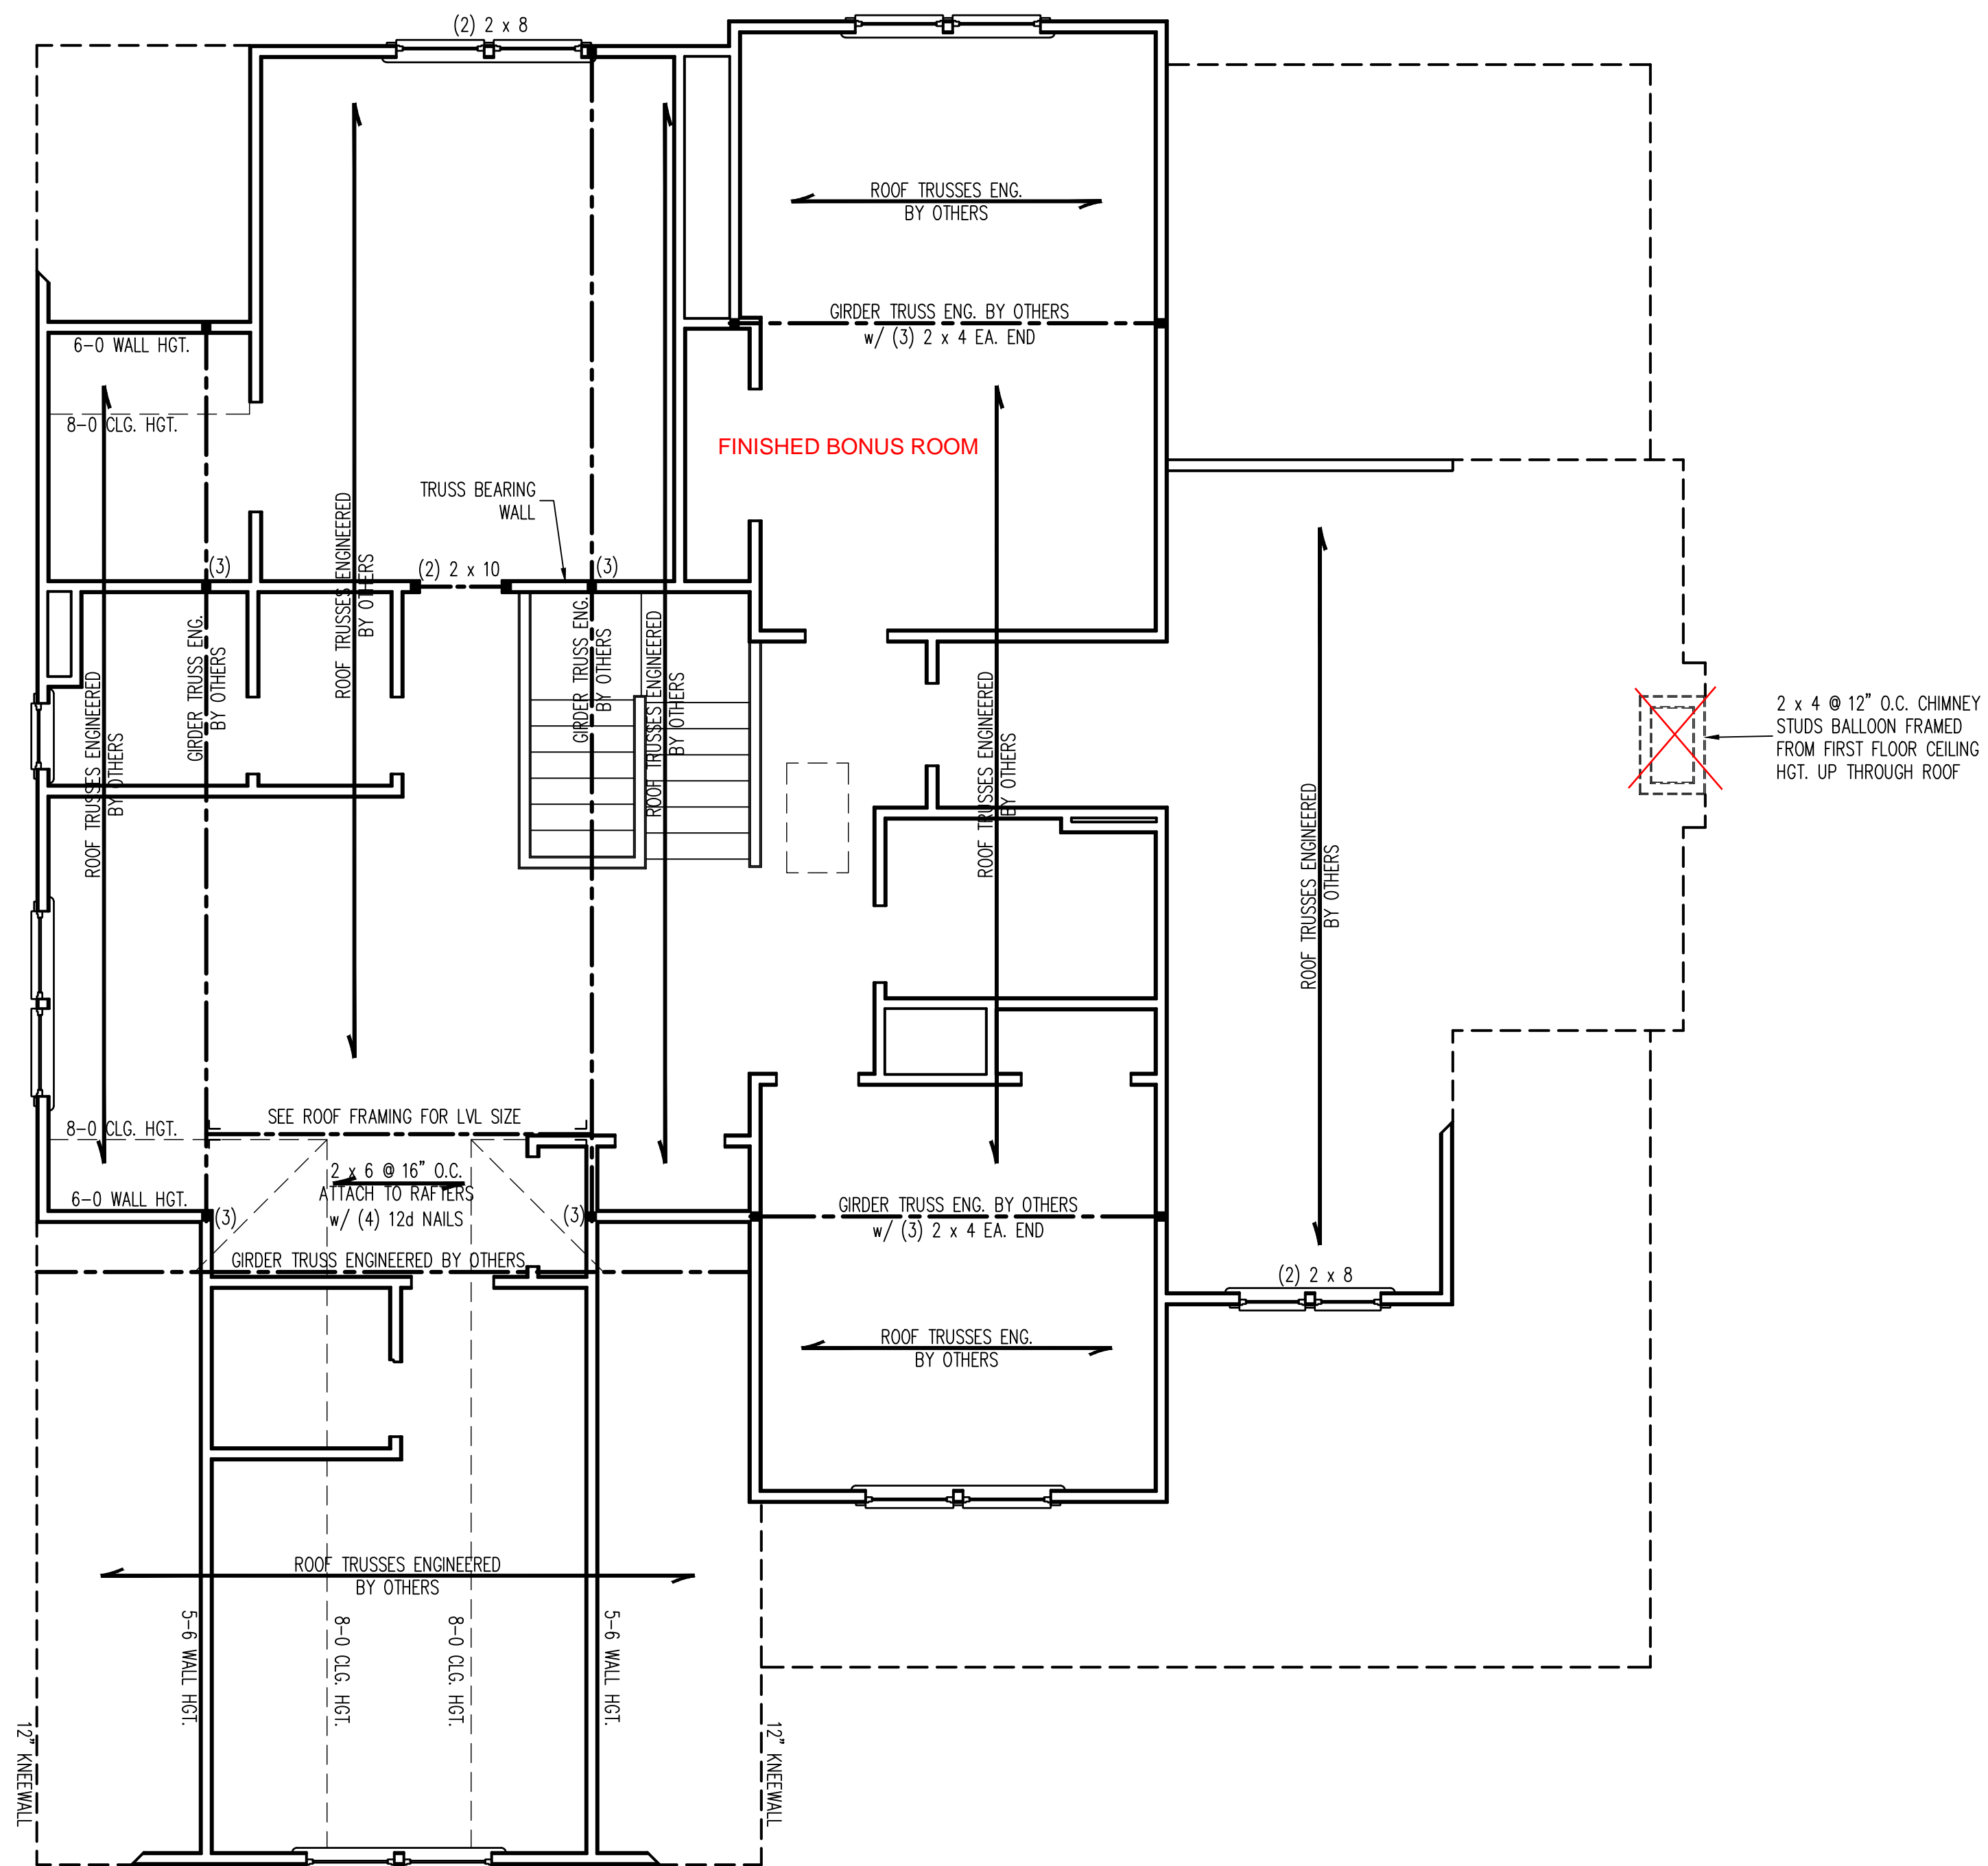 (2) 2 x 8
ROOF TRUSSES ENG.
BY OTHERS
GIRDER TRUSS ENG. BY OTHERS
w/ (3) 2 x 4 EA. END
6-0 WALL HGT.
8-0 CLG. HGT.
FINISHED BONUS ROOM
TRUSS BEARING
WALL
(3)
(2) 2 x 10
(3)
ROOF TRUSSES ENGINEERED
BY OTHERS
GIRDER TRUSS ENG.
BY OTHERS
ROOF TRUSSES ENGINEERED
BY OTHERS
GIRDER TRUSS ENG.
BY OTHERS
ROOF TRUSSES ENGINEERED
BY OTHERS
ROOF TRUSSES ENGINEERED
BY OTHERS
ROOF TRUSSES ENGINEERED
BY OTHERS
2 x 4 @ 12" O.C. CHIMNEY
STUDS BALLOON FRAMED
FROM FIRST FLOOR CEILING
HGT. UP THROUGH ROOF
SEE ROOF FRAMING FOR LVL SIZE
8-0 CLG. HGT.
2 x 6 @ 16" O.C.
ATTACH TO RAFTERS
w/ (4) 12d NAILS
6-0 WALL HGT.
(3)
(3)
GIRDER TRUSS ENG. BY OTHERS
w/ (3) 2 x 4 EA. END
GIRDER TRUSS ENGINEERED BY OTHERS
(2) 2 x 8
ROOF TRUSSES ENG.
BY OTHERS
ROOF TRUSSES ENGINEERED
BY OTHERS
5-6 WALL HGT.
8-0 CLG. HGT.
8-0 CLG. HGT.
5-6 WALL HGT.
12" KNEEWALL
12" KNEEWALL